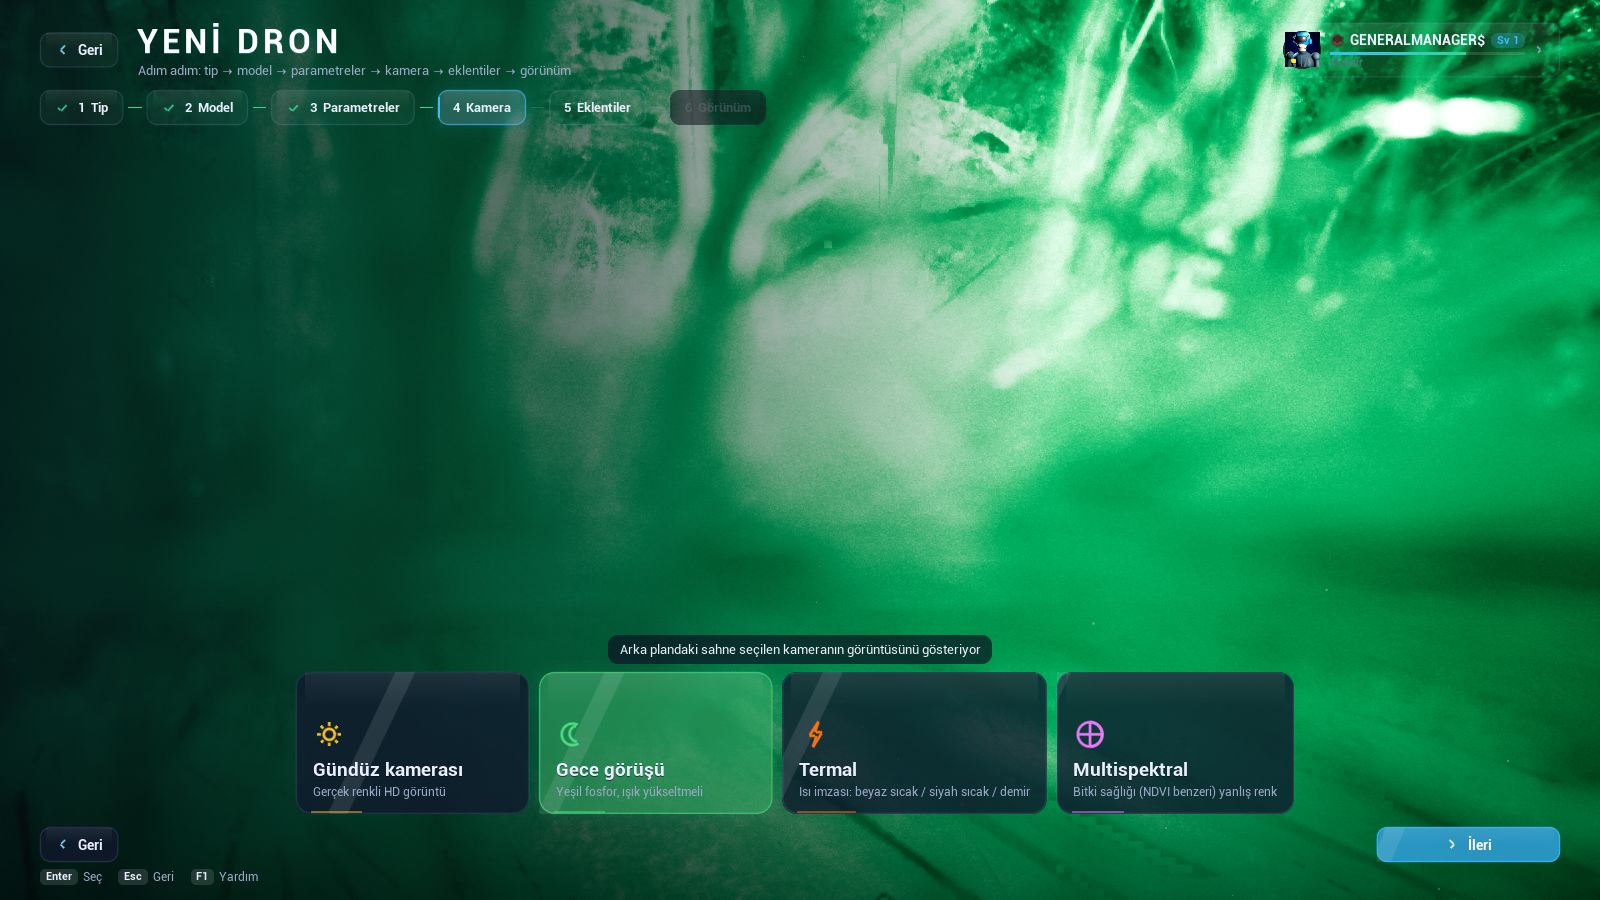 Geri
YENİ DRON
Adım adım: tip → model → parametreler → kamera → eklentiler → görünüm
GENERALMANAGER$ Sv 1
1 Tip
2 Model
3 Parametreler
4 Kamera
5 Eklentiler
6 Görünüm
Arka plandaki sahne seçilen kameranın görüntüsünü gösteriyor
Gündüz kamerası
Gerçek renkli HD görüntü
Gece görüşü
Yeşil fosfor, ışık yükseltmeli
Termal
Isı imzası: beyaz sıcak / siyah sıcak / demir
Multispektral
Bitki sağlığı (NDVI benzeri) yanlış renk
Geri
İleri
Enter Seç Esc Geri F1 Yardım